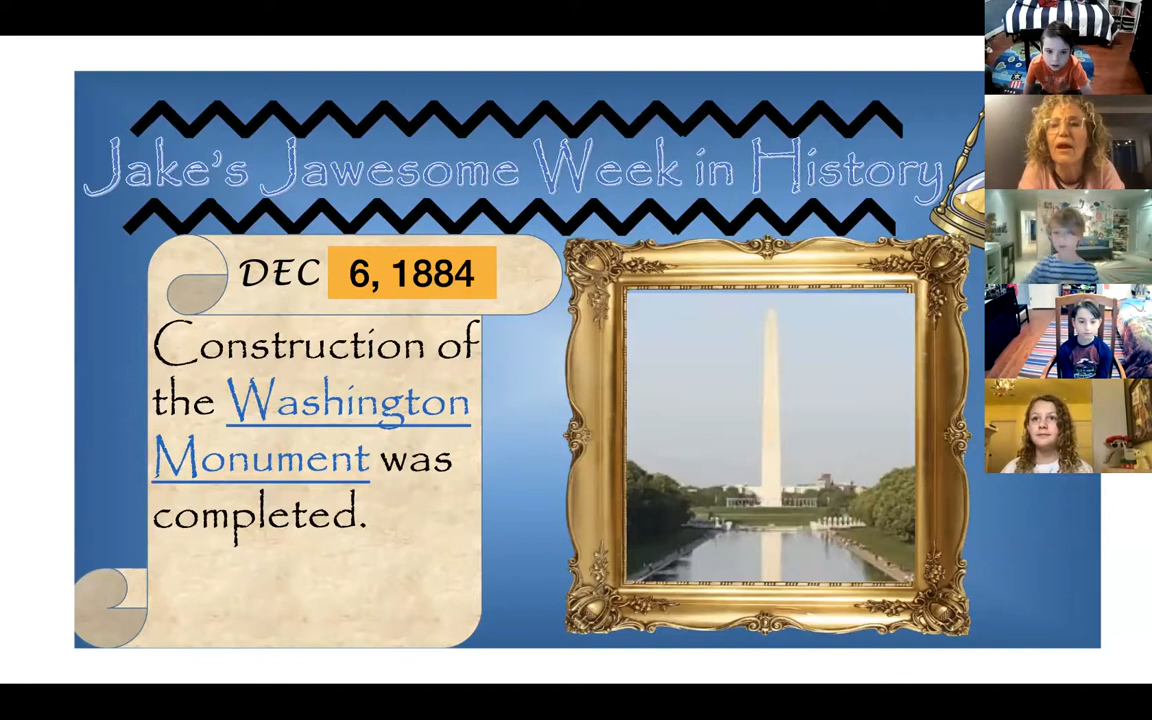 Jake's Jawesome Week in History
DEC 6, 1884
Construction of
the Washington
Monument was
completed.